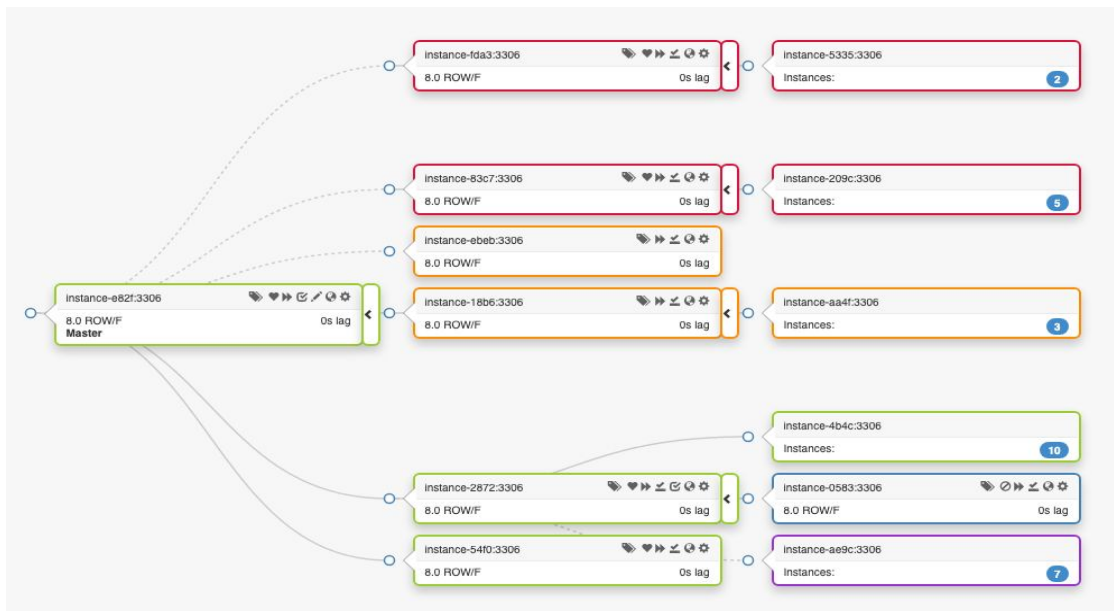 instance-fda3:3306
8.0 ROW/F 0s lag
instance-5335:3306
Instances: 2
instance-83c7:3306
8.0 ROW/F 0s lag
instance-209c:3306
Instances: 5
instance-ebeb:3306
8.0 ROW/F 0s lag
instance-e82f:3306
8.0 ROW/F 0s lag
Master
instance-18b6:3306
8.0 ROW/F 0s lag
instance-aa4f:3306
Instances: 3
instance-4b4c:3306
Instances: 10
instance-2872:3306
8.0 ROW/F 0s lag
instance-0583:3306
8.0 ROW/F 0s lag
instance-54f0:3306
8.0 ROW/F 0s lag
instance-ae9c:3306
Instances: 7